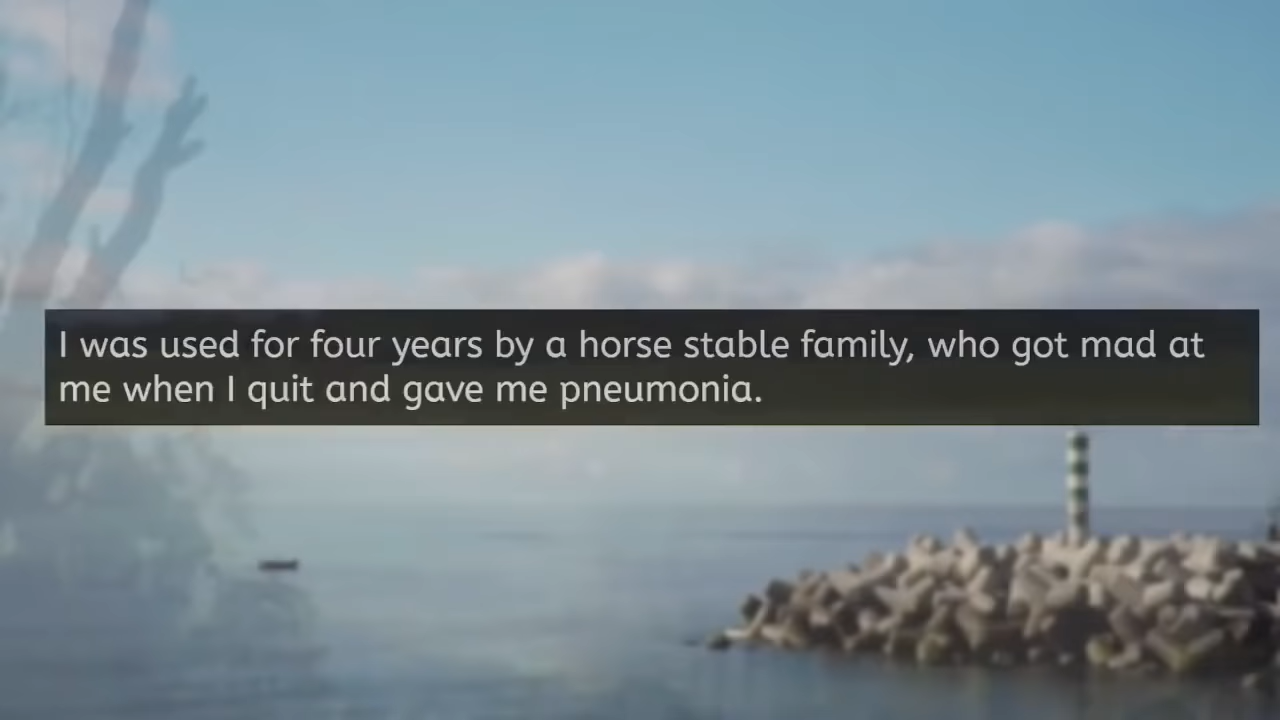 I was used for four years by a horse stable family, who got mad at
me when I quit and gave me pneumonia.